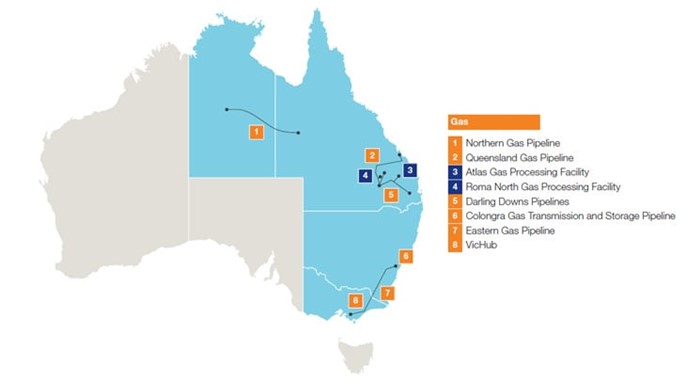 1
2
3
4
5
6
7
8
Gas
1 Northern Gas Pipeline
2 Queensland Gas Pipeline
3 Atlas Gas Processing Facility
4 Roma North Gas Processing Facility
5 Darling Downs Pipelines
6 Colongra Gas Transmission and Storage Pipeline
7 Eastern Gas Pipeline
8 VicHub